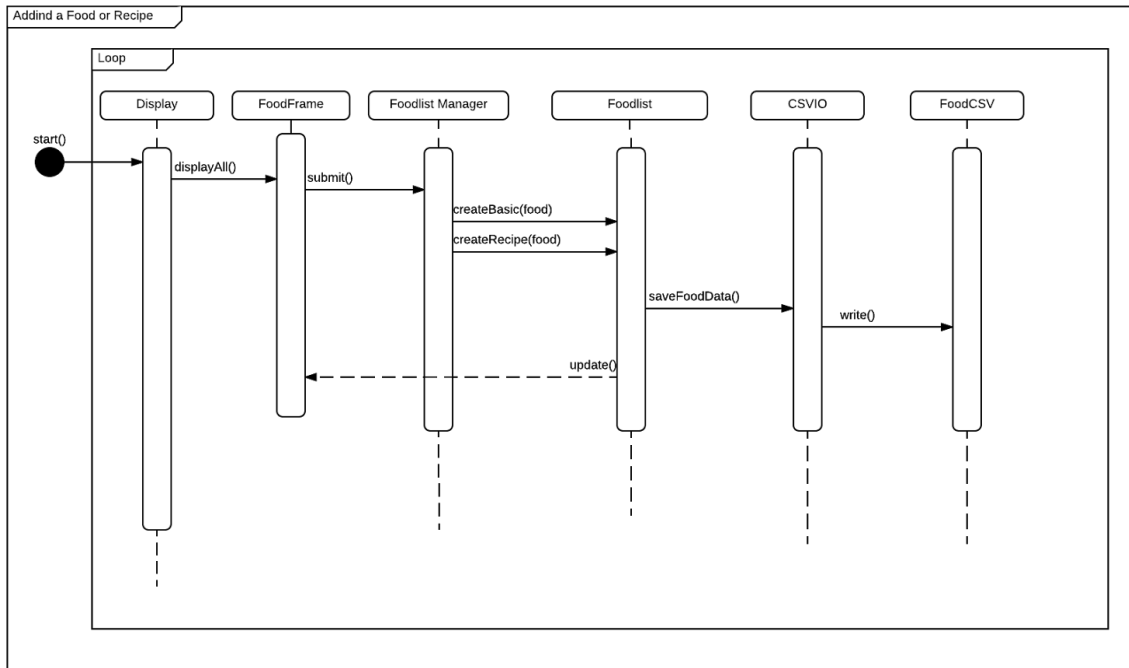 Addind a Food or Recipe
Loop
Display
FoodFrame
Foodlist Manager
Foodlist
CSVIO
FoodCSV
start()
displayAll()
submit()
createBasic(food)
createRecipe(food)
saveFoodData()
write()
update()